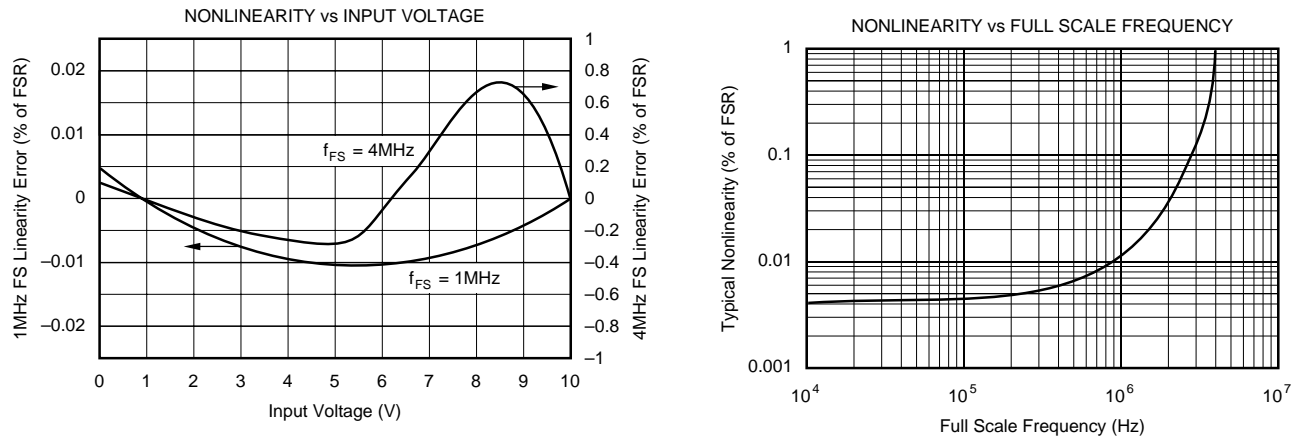 NONLINEARITY vs INPUT VOLTAGE
1MHz FS Linearity Error (% of FSR)
0.02
0.01
0
–0.01
–0.02
1
0.8
0.6
0.4
0.2
0
–0.2
–0.4
–0.6
–0.8
–1
4MHz FS Linearity Error (% of FSR)
fFS = 4MHz
fFS = 1MHz
0 1 2 3 4 5 6 7 8 9 10
Input Voltage (V)
NONLINEARITY vs FULL SCALE FREQUENCY
Typical Nonlinearity (% of FSR)
1
0.1
0.01
0.001
10^4 10^5 10^6 10^7
Full Scale Frequency (Hz)